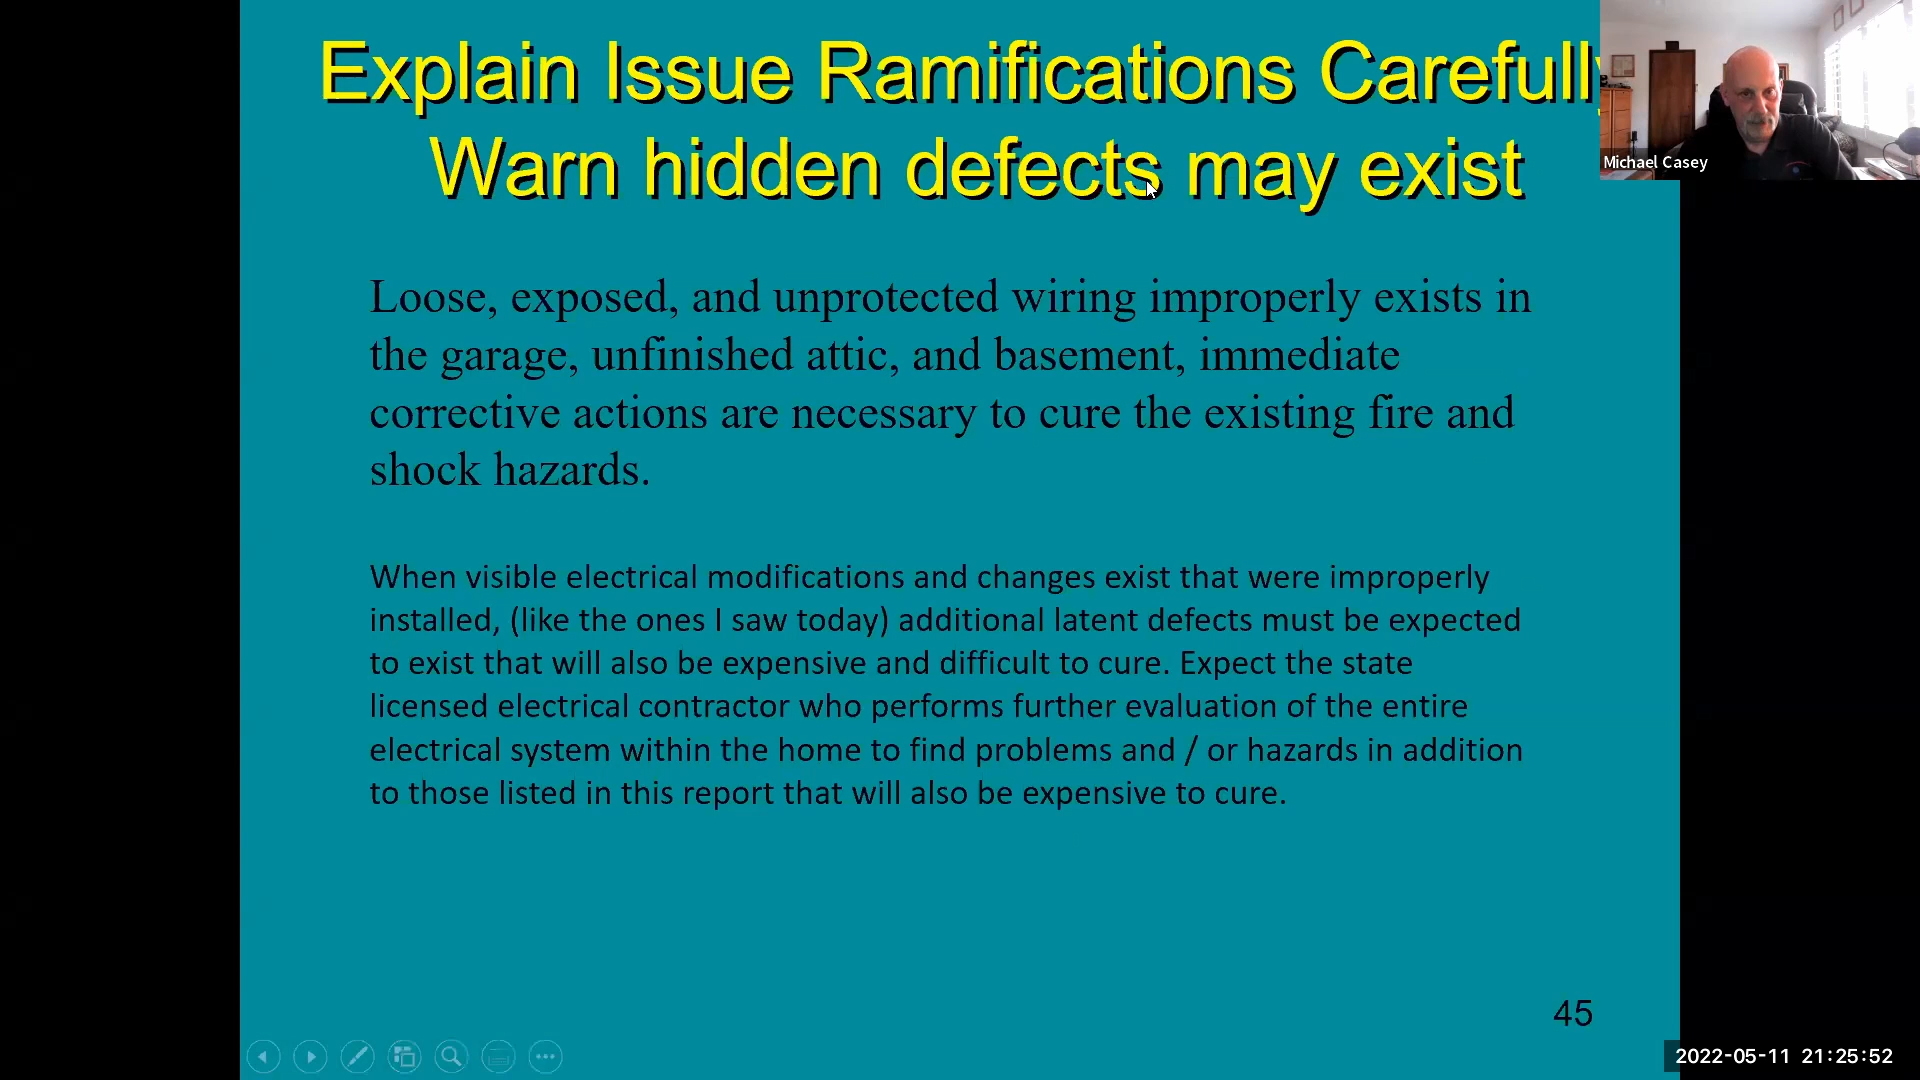 Explain Issue Ramifications Carefull
Warn hidden defects may exist
Michael Casey
Loose, exposed, and unprotected wiring improperly exists in
the garage, unfinished attic, and basement, immediate
corrective actions are necessary to cure the existing fire and
shock hazards.
When visible electrical modifications and changes exist that were improperly
installed, (like the ones I saw today) additional latent defects must be expected
to exist that will also be expensive and difficult to cure. Expect the state
licensed electrical contractor who performs further evaluation of the entire
electrical system within the home to find problems and / or hazards in addition
to those listed in this report that will also be expensive to cure.
45
2022-05-11 21:25:52